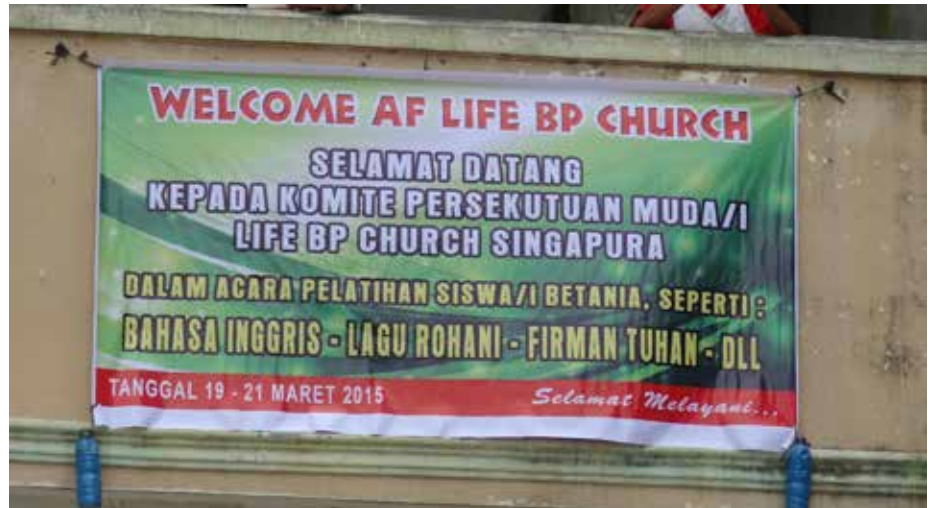 WELCOME AF LIFE BP CHURCH
SELAMAT DATANG
KEPADA KOMITE PERSEKUTUAN MUDA/I
LIFE BP CHURCH SINGAPURA
DALAM ACARA PELATIHAN SISWA/I BETANIA, SEPERTI :
BAHASA INGGRIS - LAGU ROHANI - FIRMAN TUHAN - DLL
TANGGAL 19 - 21 MARET 2015
Selamat Melayani...